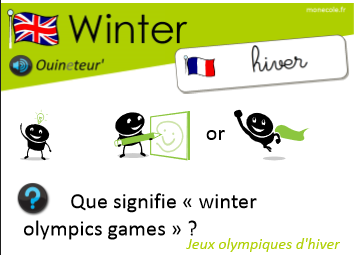 monecole.fr
Winter
Ouineteur'
hiver
or
Que signifie « winter
olympics games » ?
Jeux olympiques d'hiver